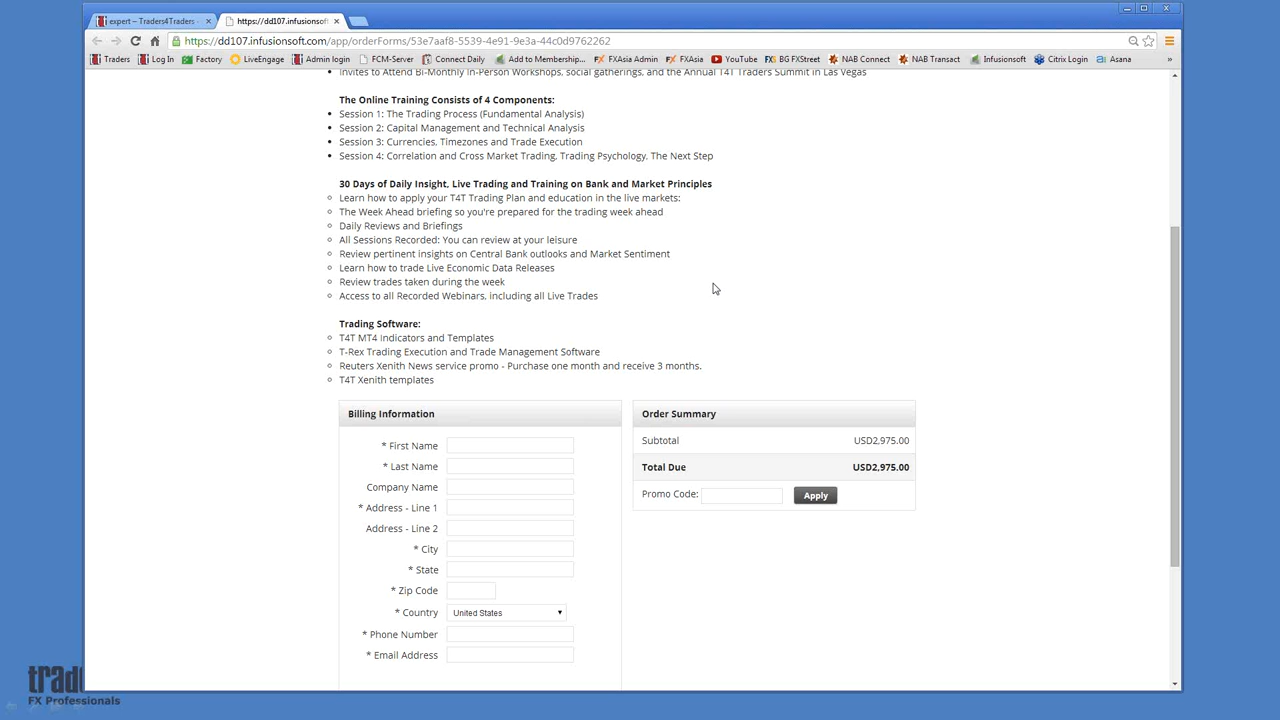 expert – Traders4Traders - ×
https://dd107.infusionsoft ×
https://dd107.infusionsoft.com/app/orderForms/53e7aaf8-5539-4e91-9e3a-44c0d9762262
Traders Log In Factory LiveEngage Admin login FCM-Server Connect Daily Add to Membership... FXAsia Admin FXAsia YouTube BG FXStreet NAB Connect NAB Transact Infusionsoft Citrix Login Asana »
Invites to Attend Bi-Monthly In-Person Workshops, social gatherings, and the Annual T4T Traders Summit in Las Vegas
The Online Training Consists of 4 Components:
Session 1: The Trading Process (Fundamental Analysis)
Session 2: Capital Management and Technical Analysis
Session 3: Currencies, Timezones and Trade Execution
Session 4: Correlation and Cross Market Trading, Trading Psychology, The Next Step
30 Days of Daily Insight, Live Trading and Training on Bank and Market Principles
Learn how to apply your T4T Trading Plan and education in the live markets:
The Week Ahead briefing so you're prepared for the trading week ahead
Daily Reviews and Briefings
All Sessions Recorded: You can review at your leisure
Review pertinent insights on Central Bank outlooks and Market Sentiment
Learn how to trade Live Economic Data Releases
Review trades taken during the week
Access to all Recorded Webinars, including all Live Trades
Trading Software:
T4T MT4 Indicators and Templates
T-Rex Trading Execution and Trade Management Software
Reuters Xenith News service promo - Purchase one month and receive 3 months.
T4T Xenith templates
Billing Information
* First Name
* Last Name
Company Name
* Address - Line 1
Address - Line 2
* City
* State
* Zip Code
* Country United States
* Phone Number
* Email Address
Order Summary
Subtotal USD2,975.00
Total Due USD2,975.00
Promo Code: Apply
trade
FX Professionals